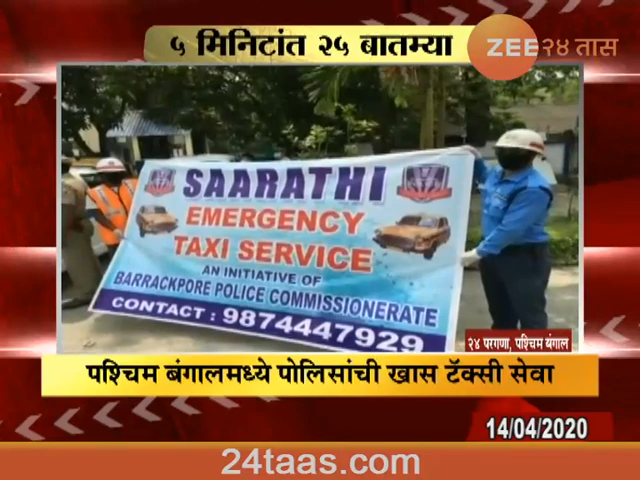 ५ मिनिटांत २५ बातम्या
ZEE २४ तास
SAARATHI
EMERGENCY
TAXI SERVICE
AN INITIATIVE OF
BARRACKPORE POLICE COMMISSIONERATE
CONTACT : 9874447929
२४ परगणा, पश्चिम बंगाल
पश्चिम बंगालमध्ये पोलिसांची खास टॅक्सी सेवा
14/04/2020
24taas.com